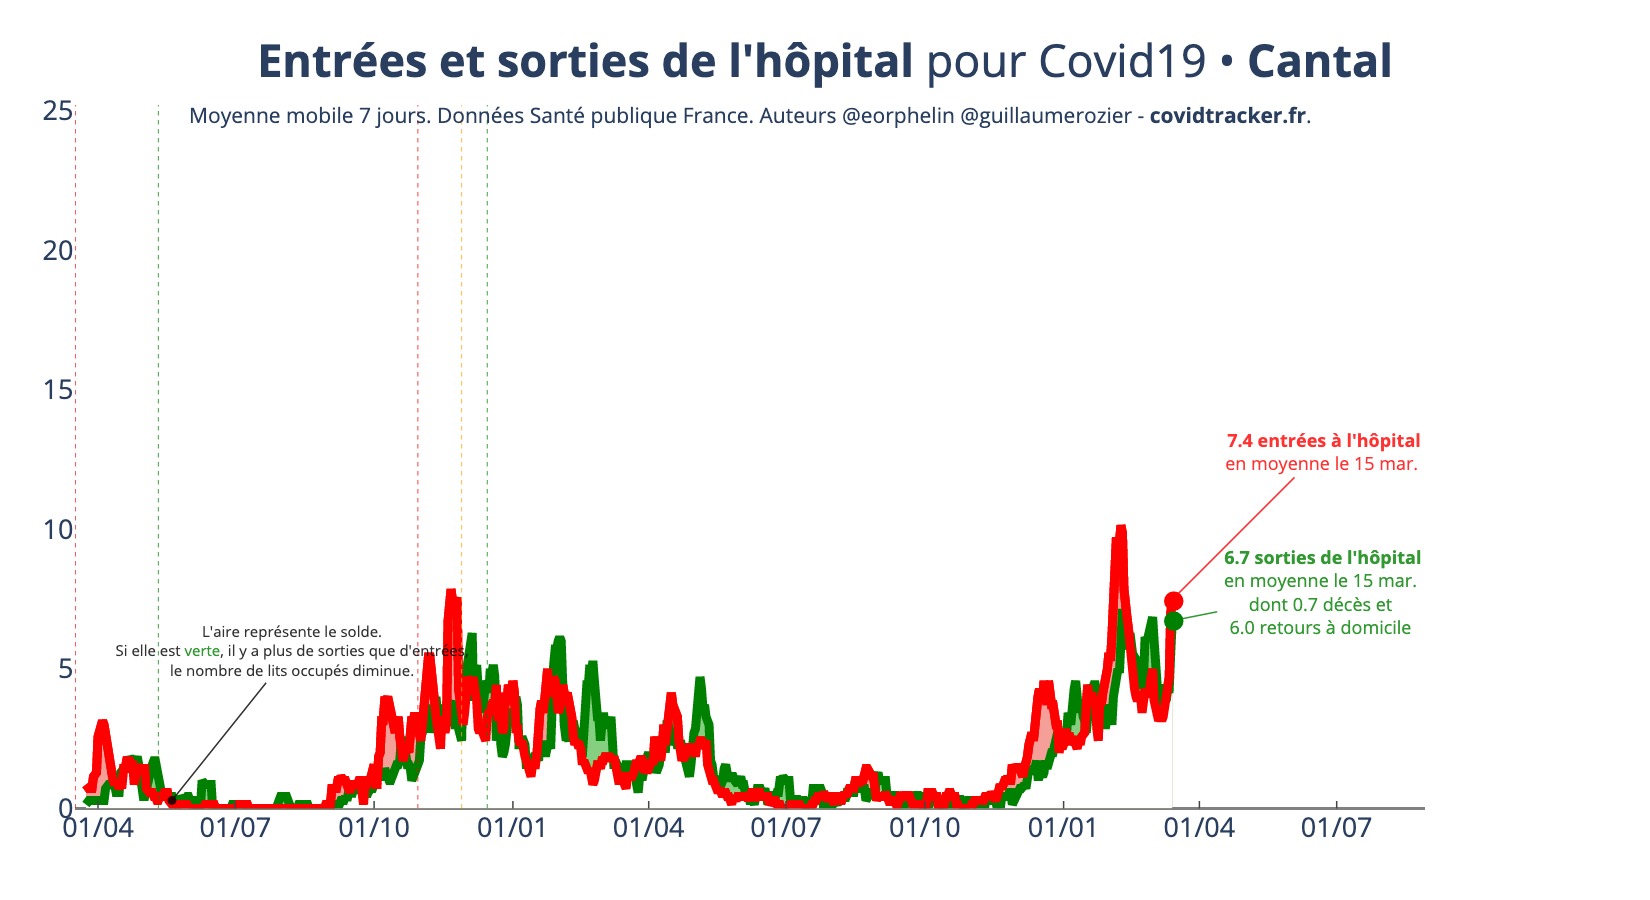 Entrées et sorties de l'hôpital pour Covid19 • Cantal
Moyenne mobile 7 jours. Données Santé publique France. Auteurs @eorphelin @guillaumerozier - covidtracker.fr.
25
20
15
10
5
0
7.4 entrées à l'hôpital
en moyenne le 15 mar.
6.7 sorties de l'hôpital
en moyenne le 15 mar.
dont 0.7 décès et
6.0 retours à domicile
L'aire représente le solde.
Si elle est verte, il y a plus de sorties que d'entrées,
le nombre de lits occupés diminue.
01/04 01/07 01/10 01/01 01/04 01/07 01/10 01/01 01/04 01/07